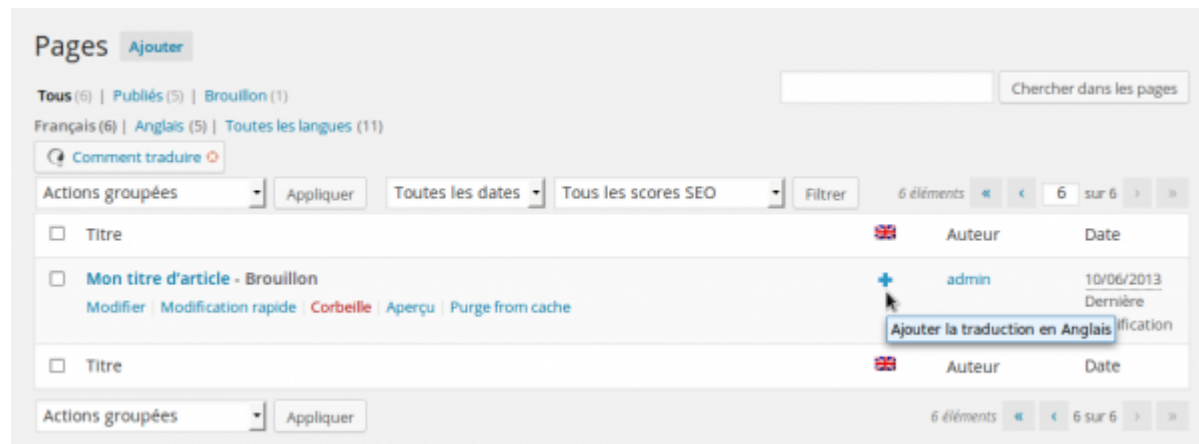 Pages Ajouter
Tous (6) | Publiés (5) | Brouillon (1)
Chercher dans les pages
Français (6) | Anglais (5) | Toutes les langues (11)
Comment traduire
Actions groupées Appliquer Toutes les dates Tous les scores SEO Filtrer 6 éléments « ‹ 6 sur 6 › »
Titre Auteur Date
Mon titre d'article - Brouillon admin 10/06/2013
Modifier | Modification rapide | Corbeille | Aperçu | Purge from cache Dernière
Ajouter la traduction en Anglais ification
Titre Auteur Date
Actions groupées Appliquer 6 éléments « ‹ 6 sur 6 › »